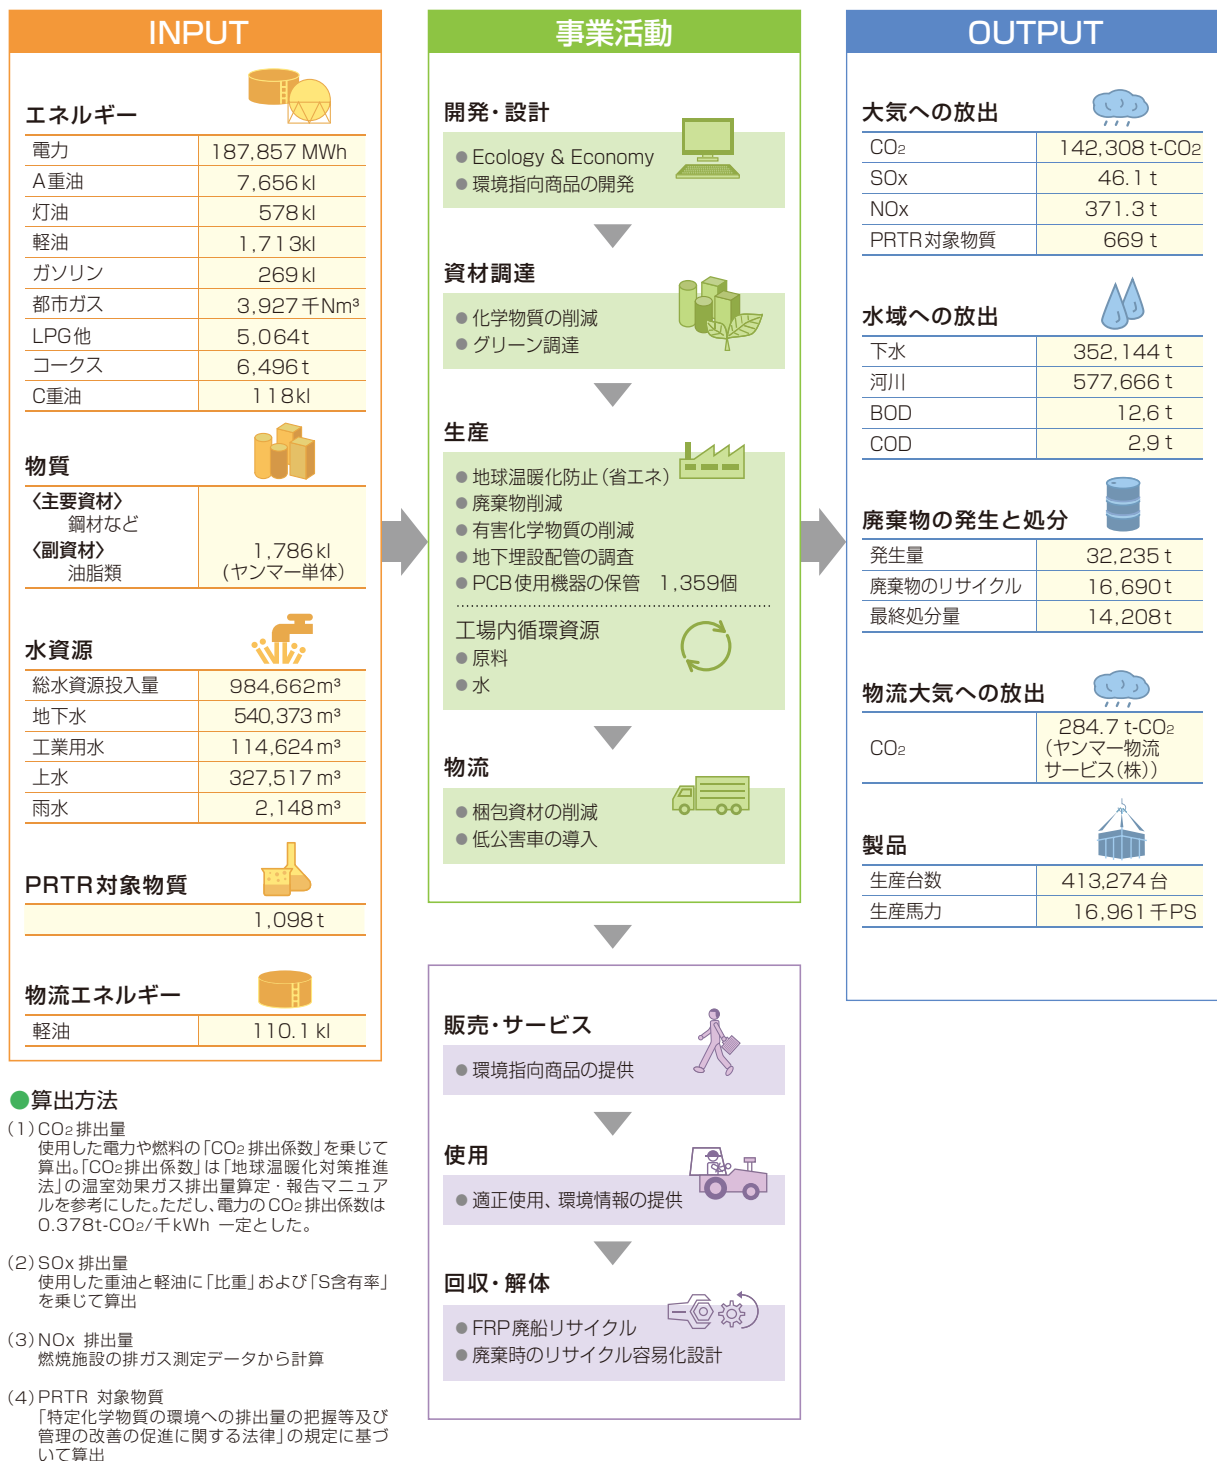 INPUT
エネルギー
電力 187,857 MWh
A重油 7,656 kl
灯油 578 kl
軽油 1,713kl
ガソリン 269 kl
都市ガス 3,927 千Nm³
LPG他 5,064t
コークス 6,496t
C重油 118kl
物質
〈主要資材〉
鋼材など
〈副資材〉 1,786 kl
油脂類 (ヤンマー単体)
水資源
総水資源投入量 984,662m³
地下水 540,373 m³
工業用水 114,624 m³
上水 327,517 m³
雨水 2,148 m³
PRTR対象物質
1,098 t
物流エネルギー
軽油 110.1 kl
●算出方法
(1)CO₂排出量
使用した電力や燃料の「CO₂排出係数」を乗じて
算出。「CO₂排出係数」は「地球温暖化対策推進
法」の温室効果ガス排出量算定・報告マニュア
ルを参考にした。ただし、電力のCO₂排出係数は
0.378t-CO₂/千kWh 一定とした。
(2)SOx 排出量
使用した重油と軽油に「比重」および「S含有率」
を乗じて算出
(3)NOx 排出量
燃焼施設の排ガス測定データから計算
(4)PRTR 対象物質
「特定化学物質の環境への排出量の把握等及び
管理の改善の促進に関する法律」の規定に基づ
いて算出
事業活動
開発・設計
●Ecology & Economy
●環境指向商品の開発
資材調達
●化学物質の削減
●グリーン調達
生産
●地球温暖化防止(省エネ)
●廃棄物削減
●有害化学物質の削減
●地下埋設配管の調査
●PCB使用機器の保管 1,359個
工場内循環資源
●原料
●水
物流
●梱包資材の削減
●低公害車の導入
販売・サービス
●環境指向商品の提供
使用
●適正使用、環境情報の提供
回収・解体
●FRP廃船リサイクル
●廃棄時のリサイクル容易化設計
OUTPUT
大気への放出
CO₂ 142,308 t-CO₂
SOx 46.1 t
NOx 371.3 t
PRTR対象物質 669 t
水域への放出
下水 352,144 t
河川 577,666 t
BOD 12,6 t
COD 2,9 t
廃棄物の発生と処分
発生量 32,235 t
廃棄物のリサイクル 16,690t
最終処分量 14,208t
物流大気への放出
284.7 t-CO₂
CO₂ (ヤンマー物流
サービス(株))
製品
生産台数 413,274 台
生産馬力 16,961 千PS